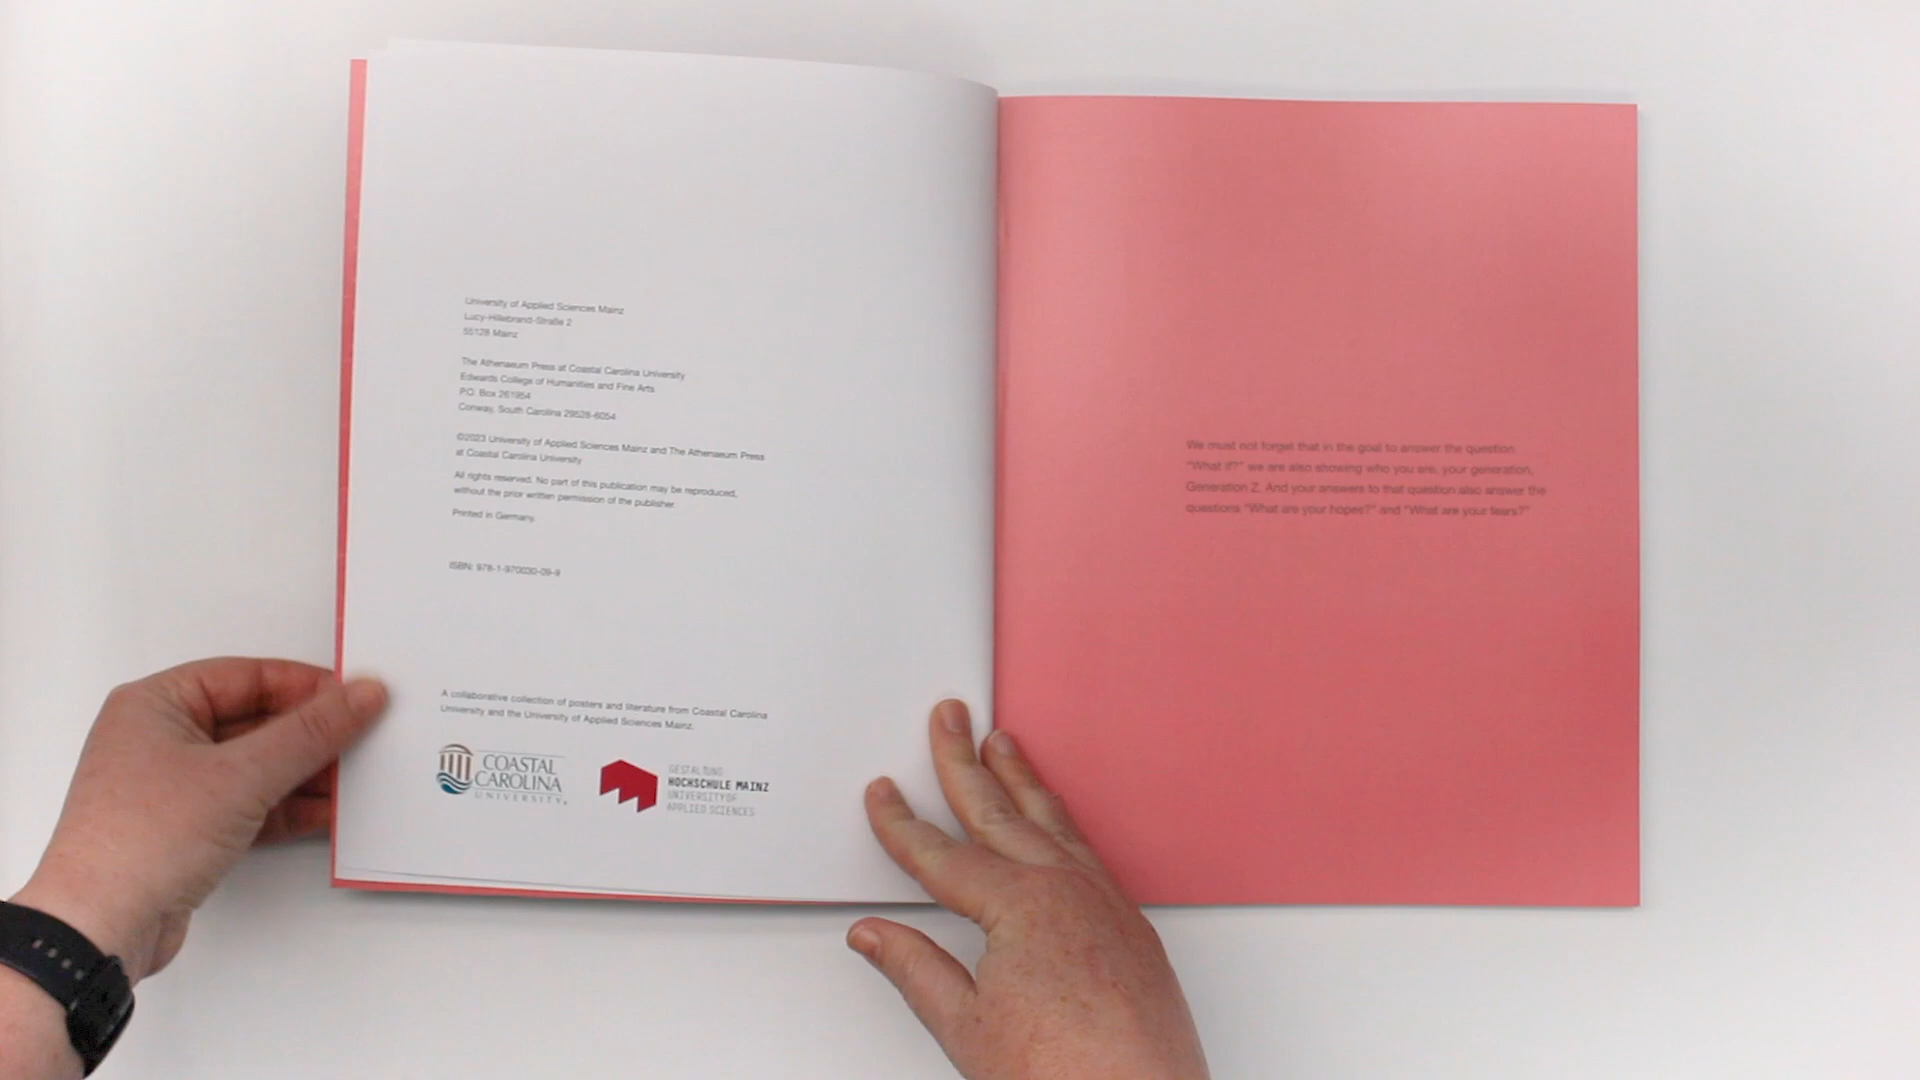 University of Applied Sciences Mainz
Lucy-Hillebrand-Straße 2
55128 Mainz
The Athenaeum Press at Coastal Carolina University
Edwards College of Humanities and Fine Arts
P.O. Box 261954
Conway, South Carolina 29528-6054
©2023 University of Applied Sciences Mainz and The Athenaeum Press
at Coastal Carolina University
All rights reserved. No part of this publication may be reproduced,
without the prior written permission of the publisher.
Printed in Germany.
ISBN: 978-1-970030-09-9
A collaborative collection of posters and literature from Coastal Carolina
University and the University of Applied Sciences Mainz.
COASTAL
CAROLINA
UNIVERSITY
GESTALTUNG
HOCHSCHULE MAINZ
UNIVERSITY OF
APPLIED SCIENCES
We must not forget that in the goal to answer the question
"What if?" we are also showing who you are, your generation,
Generation Z. And your answers to that question also answer the
questions "What are your hopes?" and "What are your fears?"